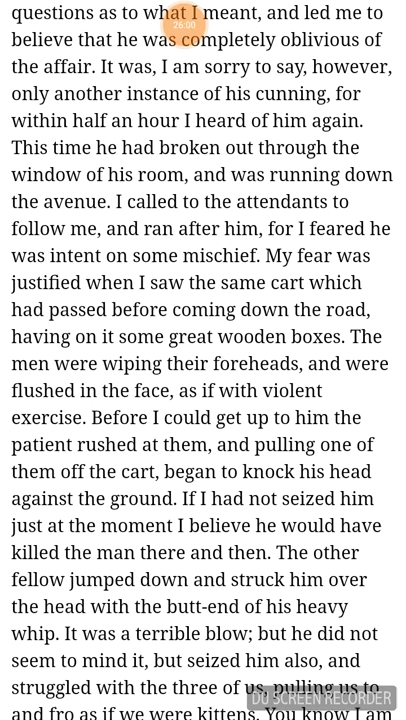 questions as to what I meant, and led me to
26:00
believe that he was completely oblivious of
the affair. It was, I am sorry to say, however,
only another instance of his cunning, for
within half an hour I heard of him again.
This time he had broken out through the
window of his room, and was running down
the avenue. I called to the attendants to
follow me, and ran after him, for I feared he
was intent on some mischief. My fear was
justified when I saw the same cart which
had passed before coming down the road,
having on it some great wooden boxes. The
men were wiping their foreheads, and were
flushed in the face, as if with violent
exercise. Before I could get up to him the
patient rushed at them, and pulling one of
them off the cart, began to knock his head
against the ground. If I had not seized him
just at the moment I believe he would have
killed the man there and then. The other
fellow jumped down and struck him over
the head with the butt-end of his heavy
whip. It was a terrible blow; but he did not
seem to mind it, but seized him also, and
struggled with the three of us, pulling us to
DU SCREEN RECORDER
and fro as if we were kittens. You know I am